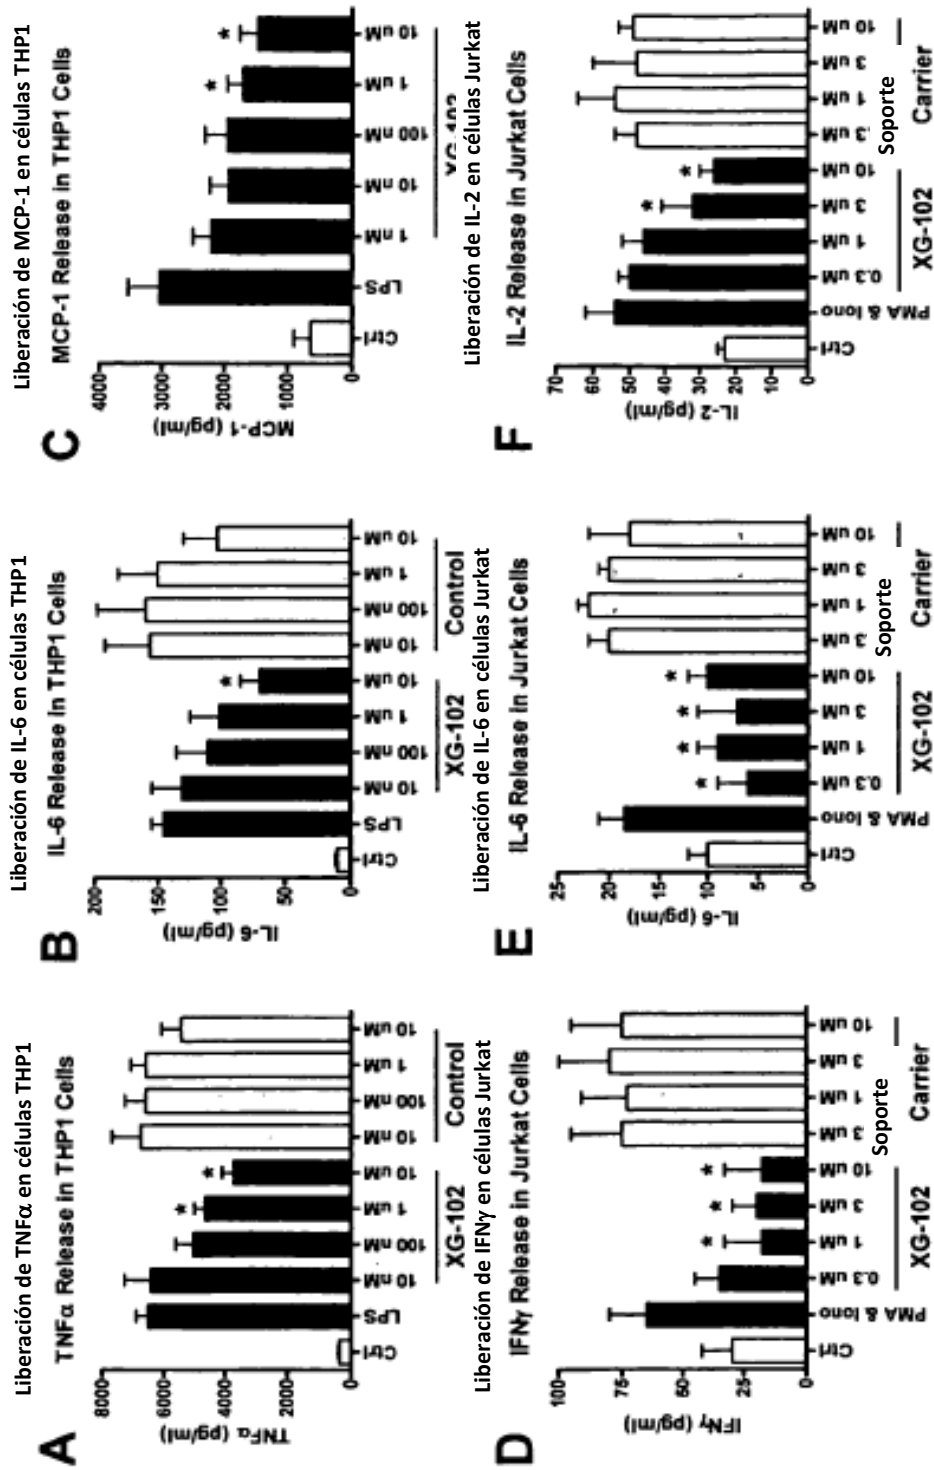 A
Liberación de TNFα en células THP1
TNFα Release in THP1 Cells
TNFα (pg/ml)
8000
6000
4000
2000
0
Ctrl
LPS
10 nM
100 nM
1 uM
10 uM
10 nM
100 nM
1 uM
10 uM
* *
XG-102
Control
B
Liberación de IL-6 en células THP1
IL-6 Release in THP1 Cells
IL-6 (pg/ml)
200
150
100
50
0
Ctrl
LPS
10 nM
100 nM
1 uM
10 uM
10 nM
100 nM
1 uM
10 uM
*
XG-102
Control
C
Liberación de MCP-1 en células THP1
MCP-1 Release in THP1 Cells
MCP-1 (pg/ml)
4000
3000
2000
1000
0
Ctrl
LPS
1 nM
10 nM
100 nM
1 uM
10 uM
* *
D
Liberación de IFNγ en células Jurkat
IFNγ Release in Jurkat Cells
IFNγ (pg/ml)
100
75
50
25
0
Ctrl
PMA & Iono
0.3 uM
1 uM
3 uM
10 uM
3 uM
1 uM
3 uM
10 uM
* * *
XG-102
Soporte
Carrier
E
Liberación de IL-6 en células Jurkat
IL-6 Release in Jurkat Cells
IL-6 (pg/ml)
25
20
15
10
5
0
Ctrl
PMA & Iono
0.3 uM
1 uM
3 uM
10 uM
3 uM
1 uM
3 uM
10 uM
* * * *
XG-102
Soporte
Carrier
F
Liberación de IL-2 en células Jurkat
IL-2 Release in Jurkat Cells
IL-2 (pg/ml)
70
60
50
40
30
20
10
0
Ctrl
PMA & Iono
0.3 uM
1 uM
3 uM
10 uM
.3 uM
1 uM
3 uM
10 uM
* *
XG-102
Soporte
Carrier